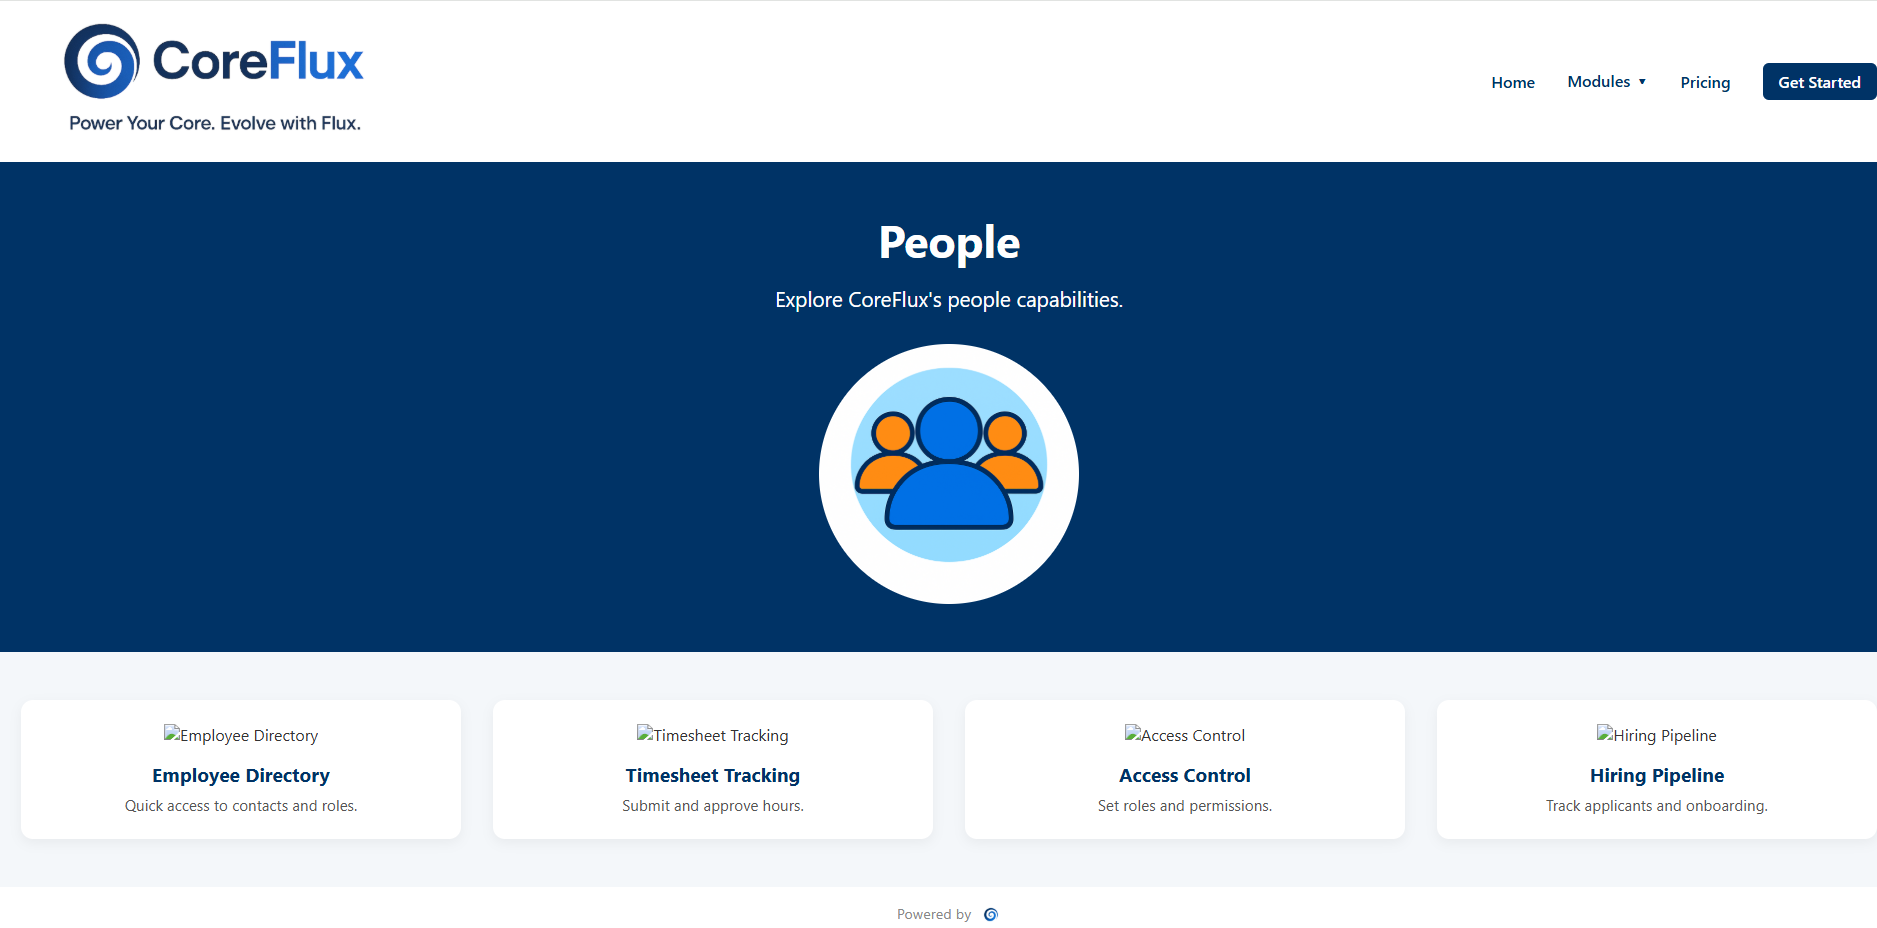 CoreFlux
Power Your Core. Evolve with Flux.
Home Modules ▼ Pricing Get Started
People
Explore CoreFlux's people capabilities.
Employee Directory
Employee Directory
Quick access to contacts and roles.
Timesheet Tracking
Timesheet Tracking
Submit and approve hours.
Access Control
Access Control
Set roles and permissions.
Hiring Pipeline
Hiring Pipeline
Track applicants and onboarding.
Powered by